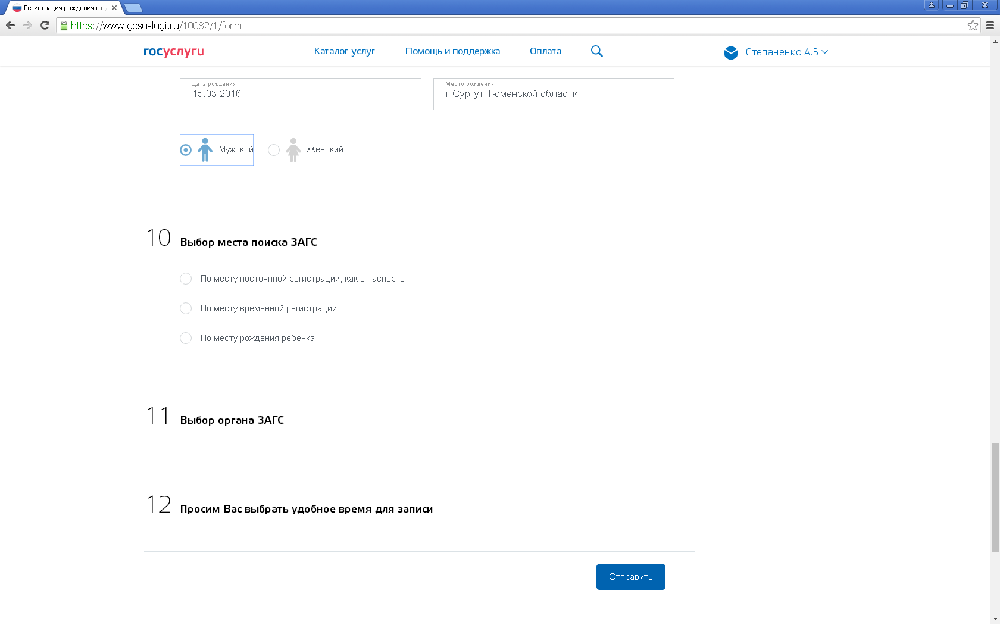 Регистрация рождения от
https://www.gosuslugi.ru/10082/1/form
госуслуги
Каталог услуг
Помощь и поддержка
Оплата
Степаненко А.В.
Дата рождения
15.03.2016
Место рождения
г.Сургут Тюменской области
Мужской
Женский
10 Выбор места поиска ЗАГС
По месту постоянной регистрации, как в паспорте
По месту временной регистрации
По месту рождения ребенка
11 Выбор органа ЗАГС
12 Просим Вас выбрать удобное время для записи
Отправить